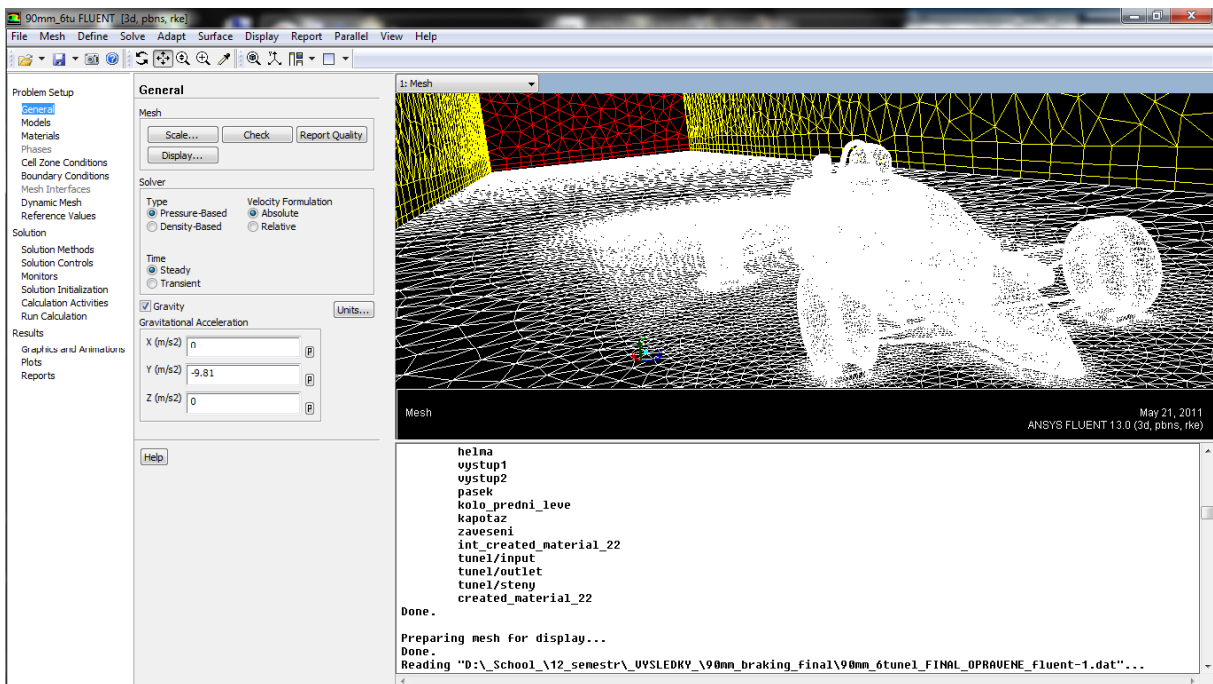 90mm_6tu FLUENT [3d, pbns, rke]
File Mesh Define Solve Adapt Surface Display Report Parallel View Help
Problem Setup
General
Models
Materials
Phases
Cell Zone Conditions
Boundary Conditions
Mesh Interfaces
Dynamic Mesh
Reference Values
Solution
Solution Methods
Solution Controls
Monitors
Solution Initialization
Calculation Activities
Run Calculation
Results
Graphics and Animations
Plots
Reports
General
Mesh
Scale... Check Report Quality
Display...
Solver
Type Velocity Formulation
Pressure-Based Absolute
Density-Based Relative
Time
Steady
Transient
Gravity Units...
Gravitational Acceleration
X (m/s2) 0 P
Y (m/s2) -9.81 P
Z (m/s2) 0 P
Help
1: Mesh
Mesh
May 21, 2011
ANSYS FLUENT 13.0 (3d, pbns, rke)
helma
vystup1
vystup2
pasek
kolo_predni_leve
kapotaz
zaveseni
int_created_material_22
tunel/input
tunel/outlet
tunel/steny
created_material_22
Done.
Preparing mesh for display...
Done.
Reading "D:\_School_\12_semestr\_VYSLEDKY_\90mm_braking_final\90mm_6tunel_FINAL_OPRAVENE_fluent-1.dat"...